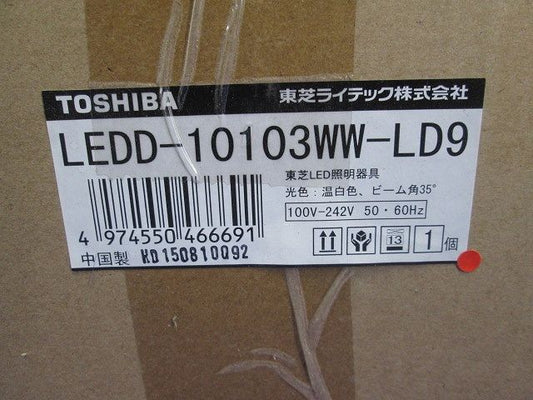 TOSHIBA 東芝ライテック株式会社
LEDD-10103WW-LD9
東芝LED照明器具
光色：温白色、ビーム角35°
100V-242V 50・60Hz
4 974550 466691
13
1個
中国製 KD150810Q92